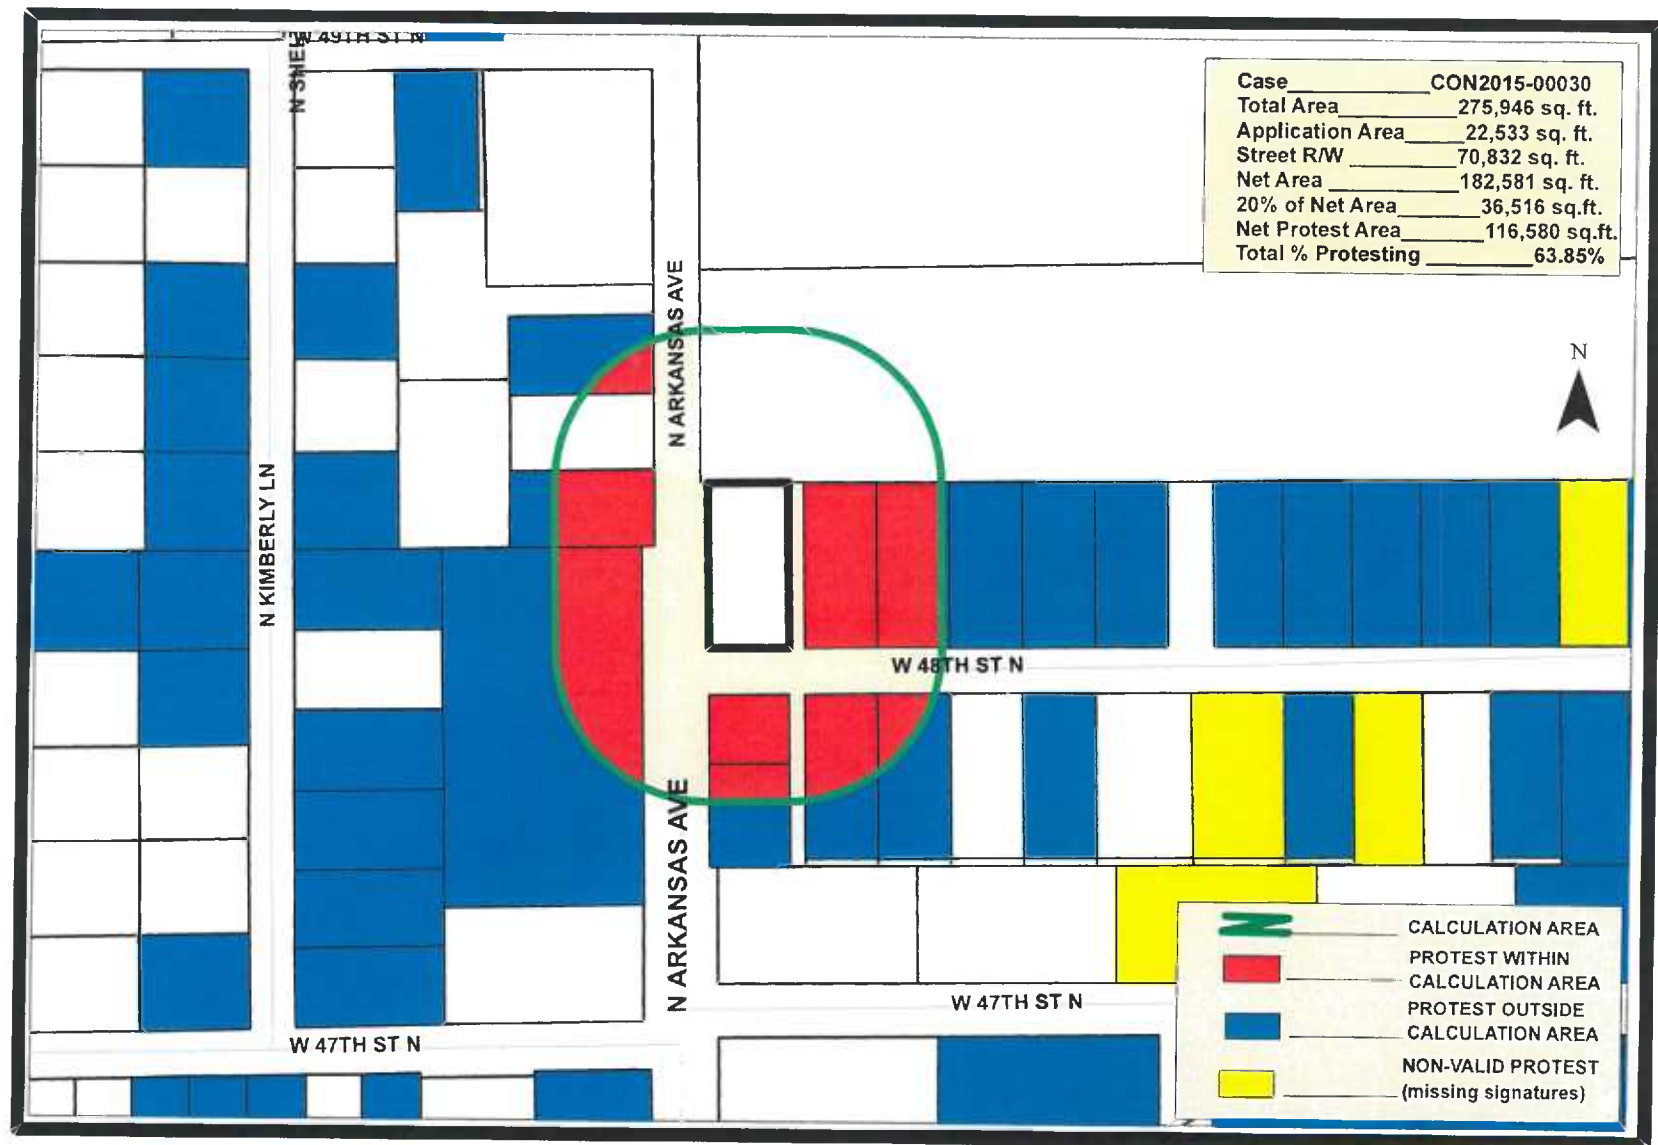 W 49TH ST N
N SHE
Case CON2015-00030
Total Area 275,946 sq. ft.
Application Area 22,533 sq. ft.
Street R/W 70,832 sq. ft.
Net Area 182,581 sq. ft.
20% of Net Area 36,516 sq.ft.
Net Protest Area 116,580 sq.ft.
Total % Protesting 63.85%
N ARKANSAS AVE
N
N KIMBERLY LN
W 48TH ST N
N ARKANSAS AVE
W 47TH ST N
W 47TH ST N
CALCULATION AREA
PROTEST WITHIN
CALCULATION AREA
PROTEST OUTSIDE
CALCULATION AREA
NON-VALID PROTEST
(missing signatures)